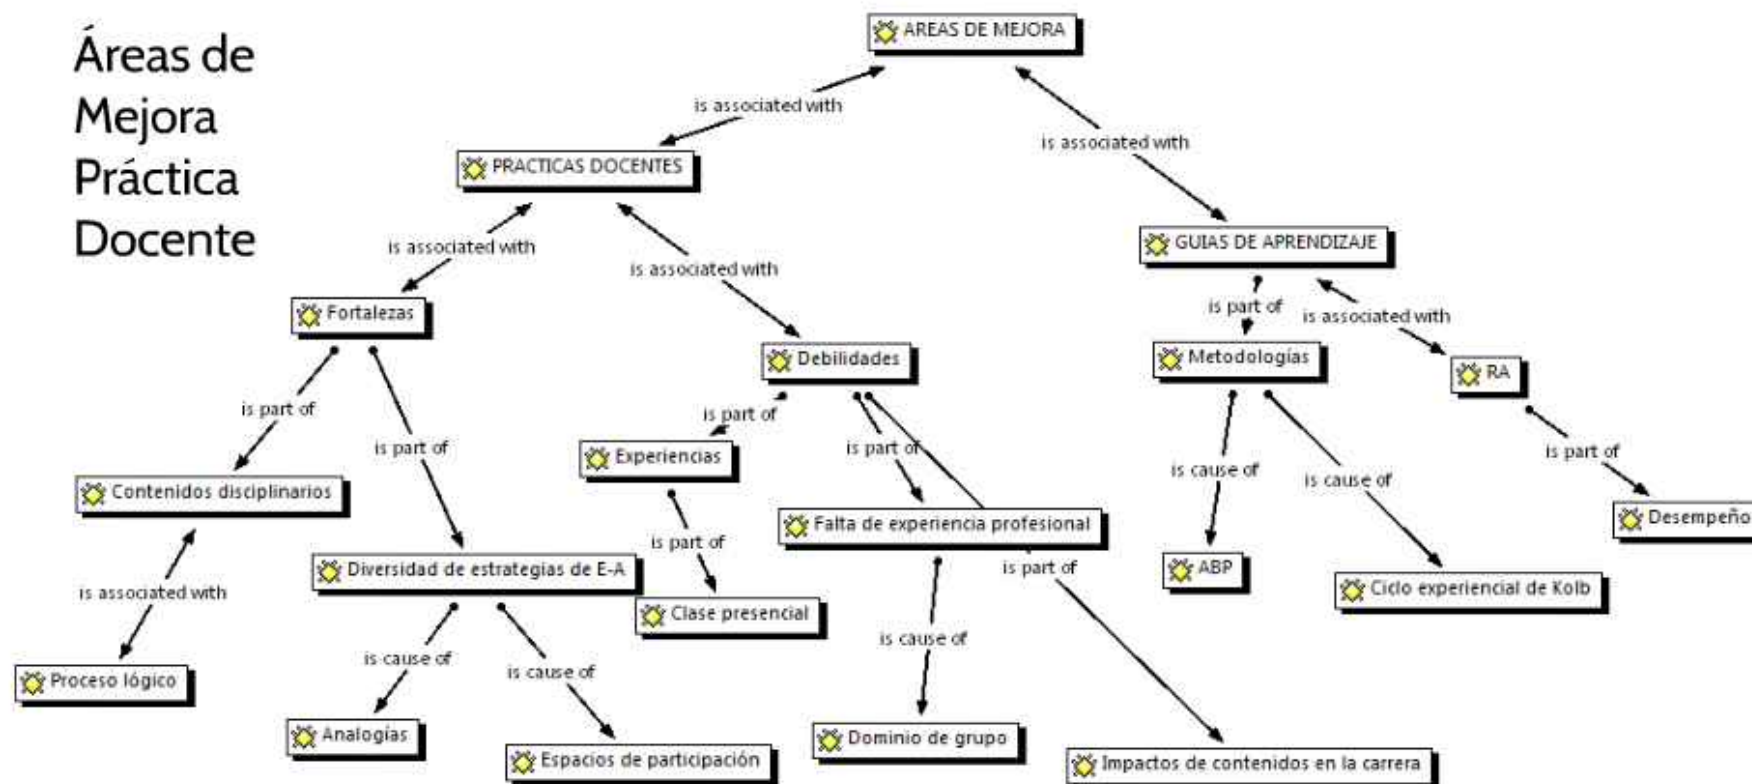 Áreas de
Mejora
Práctica
Docente
AREAS DE MEJORA
is associated with
is associated with
PRACTICAS DOCENTES
GUIAS DE APRENDIZAJE
is associated with
is associated with
is part of
is associated with
Fortalezas
Debilidades
Metodologías
RA
is part of
is part of
is part of
is part of
is cause of
is cause of
is part of
Experiencias
Contenidos disciplinarios
Falta de experiencia profesional
Desempeño
is part of
is part of
Diversidad de estrategias de E-A
ABP
Ciclo experiencial de Kolb
is associated with
Clase presencial
is cause of
is cause of
is cause of
Proceso lógico
Analogías
Espacios de participación
Dominio de grupo
Impactos de contenidos en la carrera